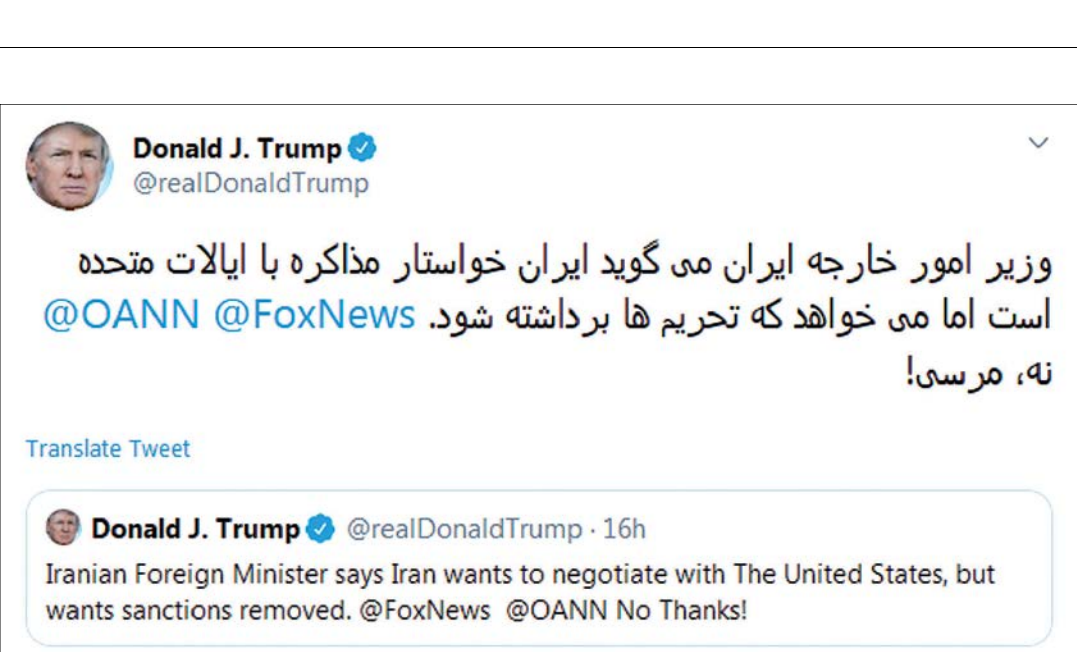 Donald J. Trump
@realDonaldTrump
وزیر امور خارجه ایران می گوید ایران خواستار مذاکره با ایالات متحده
است اما می خواهد که تحریم ها برداشته شود. @FoxNews @OANN
نه، مرسی!
Translate Tweet
Donald J. Trump @realDonaldTrump · 16h
Iranian Foreign Minister says Iran wants to negotiate with The United States, but
wants sanctions removed. @FoxNews @OANN No Thanks!